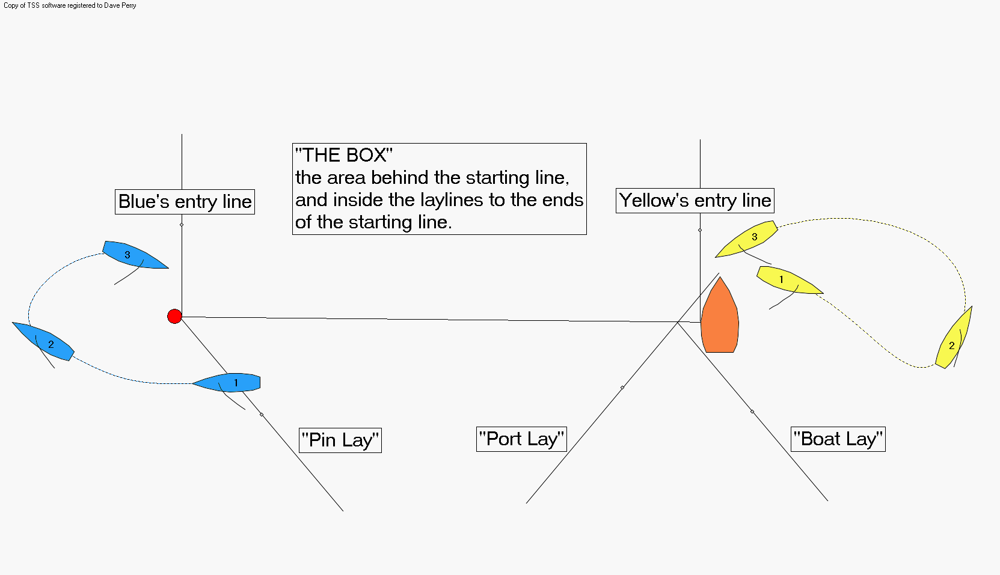 Copy of TSS software registered to Dave Perry
"THE BOX"
the area behind the starting line,
and inside the laylines to the ends
of the starting line.
Blue's entry line
Yellow's entry line
3
3
1
2
2
1
"Pin Lay"
"Port Lay"
"Boat Lay"